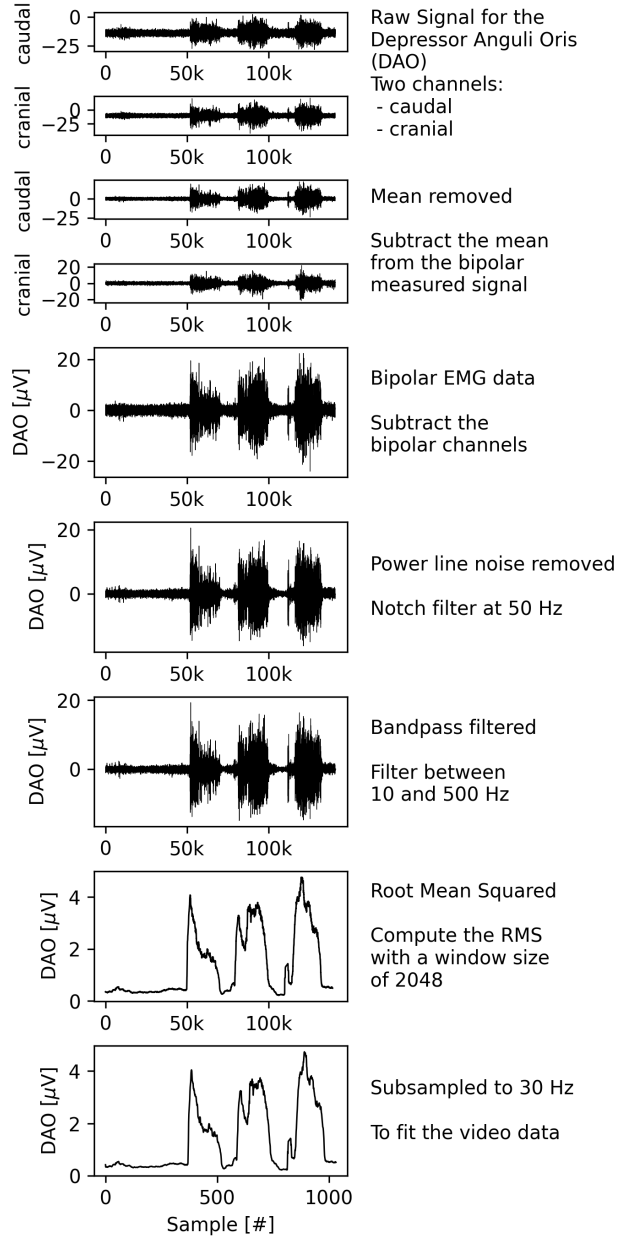 caudal
0
−25
0
50k
100k
Raw Signal for the
Depressor Anguli Oris
(DAO)
Two channels:
- caudal
- cranial
cranial
0
−25
0
50k
100k
caudal
0
−25
0
50k
100k
Mean removed
Subtract the mean
from the bipolar
measured signal
cranial
20
0
−20
0
50k
100k
DAO [μV]
20
0
−20
0
50k
100k
Bipolar EMG data
Subtract the
bipolar channels
DAO [μV]
20
0
0
50k
100k
Power line noise removed
Notch filter at 50 Hz
DAO [μV]
20
0
0
50k
100k
Bandpass filtered
Filter between
10 and 500 Hz
DAO [μV]
4
2
0
0
50k
100k
Root Mean Squared
Compute the RMS
with a window size
of 2048
DAO [μV]
4
2
0
0
500
1000
Sample [#]
Subsampled to 30 Hz
To fit the video data